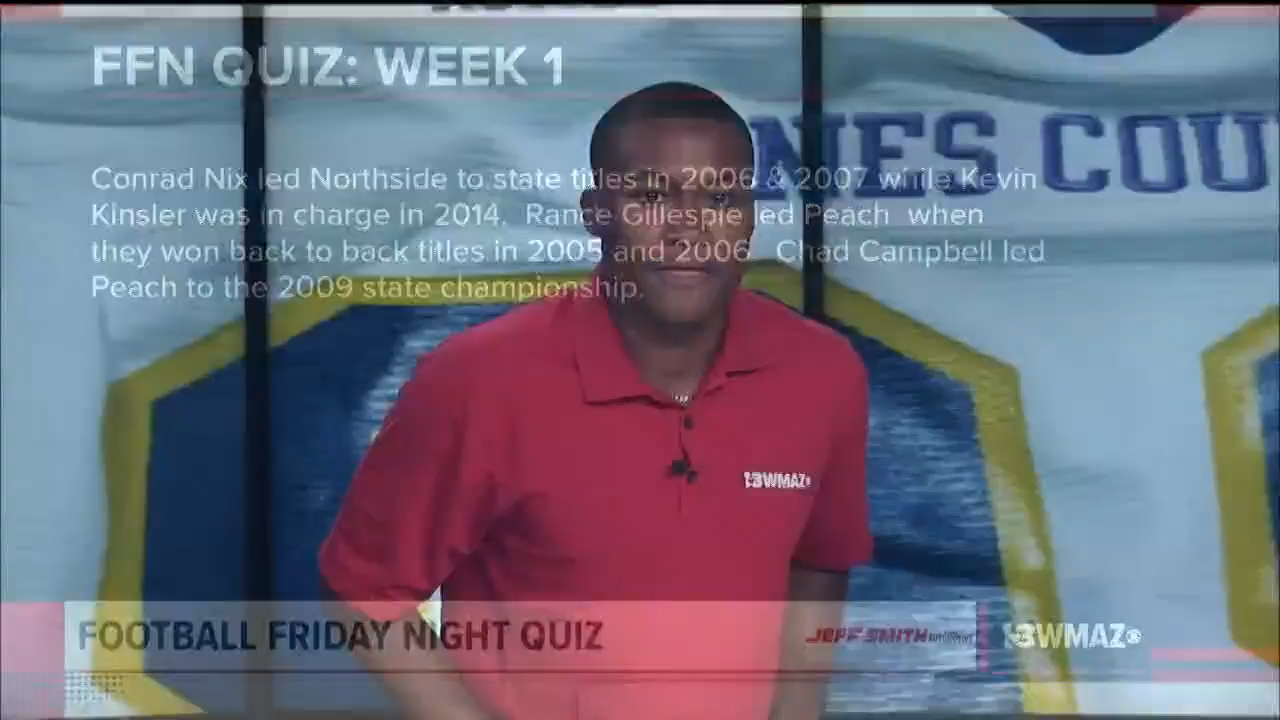 FFN QUIZ: WEEK 1
NES COU
Conrad Nix led Northside to state titles in 2006 & 2007 while Kevin
Kinsler was in charge in 2014. Rance Gillespie led Peach when
they won back to back titles in 2005 and 2006. Chad Campbell led
Peach to the 2009 state championship.
13WMAZ
FOOTBALL FRIDAY NIGHT QUIZ
JEFF SMITH
13WMAZ